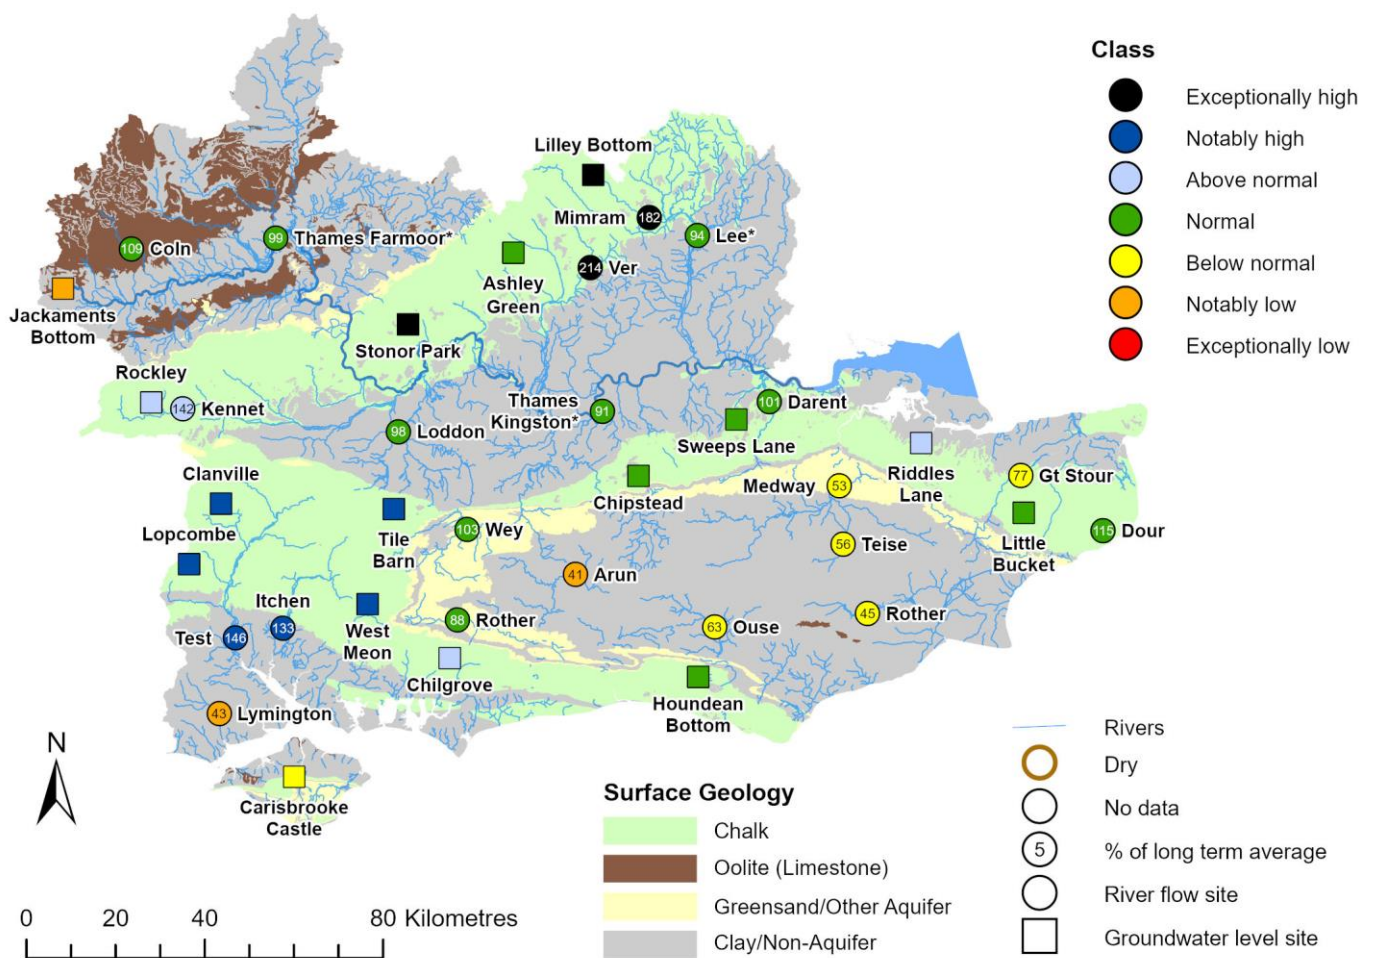 Class
Exceptionally high
Notably high
Above normal
Normal
Below normal
Notably low
Exceptionally low
Lilley Bottom
Mimram
182
Lee*
94
109
Coln
99
Thames Farmoor*
214
Ver
Ashley
Green
Jackaments
Bottom
Stonor Park
Rockley
142
Kennet
98
Loddon
Thames
Kingston*
91
101
Darent
Sweeps Lane
Riddles
Lane
Clanville
Chipstead
Medway
53
77
Gt Stour
Lopcombe
Tile
Barn
103
Wey
56
Teise
Little
Bucket
115
Dour
41
Arun
Itchen
133
Test
146
West
Meon
88
Rother
63
Ouse
45
Rother
Chilgrove
Houndean
Bottom
43
Lymington
Carisbrooke
Castle
N
0 20 40 80 Kilometres
Surface Geology
Chalk
Oolite (Limestone)
Greensand/Other Aquifer
Clay/Non-Aquifer
Rivers
Dry
No data
5
% of long term average
River flow site
Groundwater level site